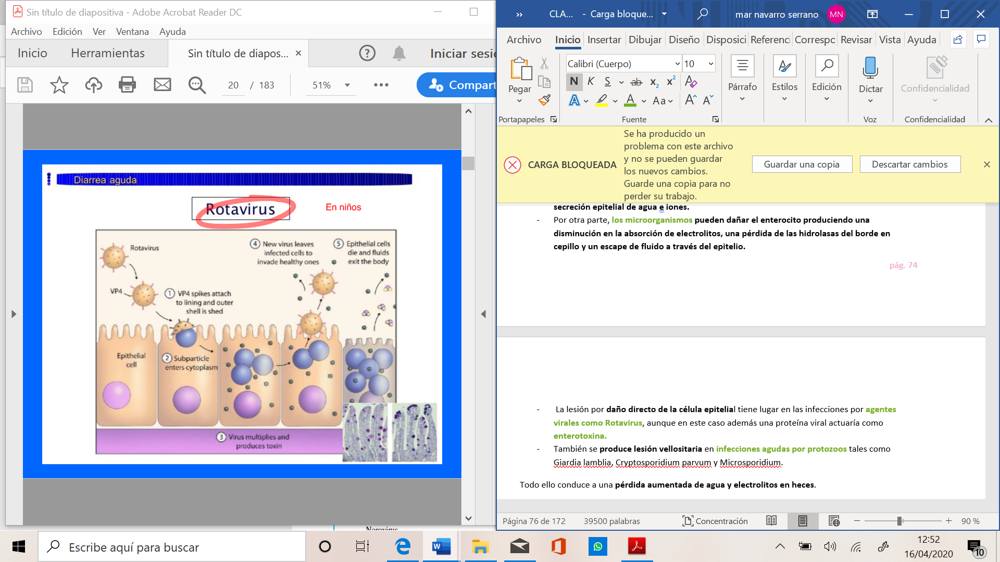 Sin título de diapositiva - Adobe Acrobat Reader DC
Archivo Edición Ver Ventana Ayuda
Inicio Herramientas Sin título de diapos... × Iniciar sesi
20 / 183 51% Compart
Diarrea aguda
Rotavirus
En niños
Rotavirus
VP4
1 VP4 spikes attach
to lining and outer
shell is shed
4 New virus leaves
infected cells to
invade healthy ones
5 Epithelial cells
die and fluids
exit the body
Epithelial
cell
2 Subparticle
enters cytoplasm
3 Virus multiplies and
produces toxin
Norovirus
CLA... - Carga bloque... mar navarro serrano MN
Archivo Inicio Insertar Dibujar Diseño Disposici Referenci Correspc Revisar Vista Ayuda
Calibri (Cuerpo) 10
N K S ab x2 x2 A
A A Aa A A
Pegar
Párrafo Estilos Edición Dictar Confidencialidad
Portapapeles Fuente Voz Confidencialidad
CARGA BLOQUEADA
Se ha producido un
problema con este archivo
y no se pueden guardar
los nuevos cambios.
Guarde una copia para no
perder su trabajo.
Guardar una copia Descartar cambios
secreción epitelial de agua e iones.
- Por otra parte, los microorganismos pueden dañar el enterocito produciendo una
disminución en la absorción de electrolitos, una pérdida de las hidrolasas del borde en
cepillo y un escape de fluido a través del epitelio.
pág. 74
- La lesión por daño directo de la célula epitelial tiene lugar en las infecciones por agentes
virales como Rotavirus, aunque en este caso además una proteína viral actuaría como
enterotoxina.
- También se produce lesión vellositaria en infecciones agudas por protozoos tales como
Giardia lamblia, Cryptosporidium parvum y Microsporidium.
Todo ello conduce a una pérdida aumentada de agua y electrolitos en heces.
Página 76 de 172 39500 palabras Concentración 90 %
Escribe aquí para buscar
12:52
16/04/2020
10